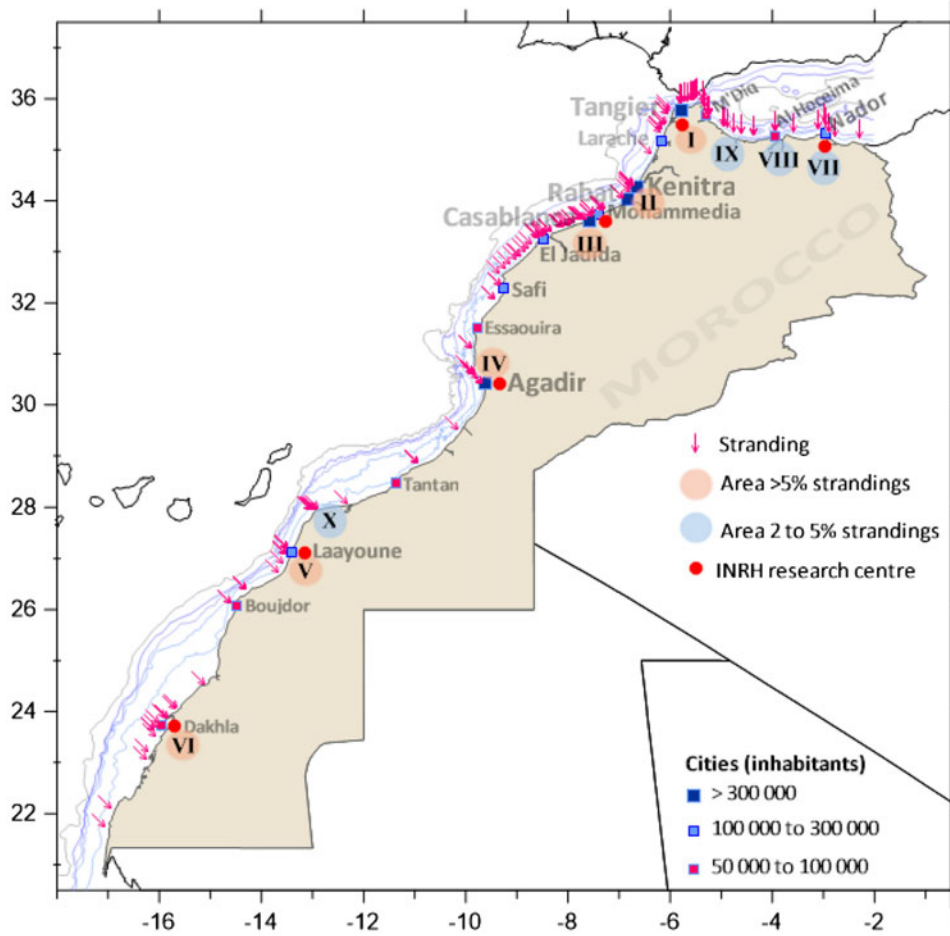 36
34
32
30
28
26
24
22
-16
-14
-12
-10
-8
-6
-4
-2
Tangier
M'Diq
Al Hoceima
Nador
Larache
I
IX
VIII
VII
Kenitra
Rabat
II
Casablanca
Mohammedia
III
El Jadida
Safi
Essaouira
IV
Agadir
MOROCCO
Tantan
X
Laayoune
V
Boujdor
Dakhla
VI
Stranding
Area >5% strandings
Area 2 to 5% strandings
INRH research centre
Cities (inhabitants)
> 300 000
100 000 to 300 000
50 000 to 100 000